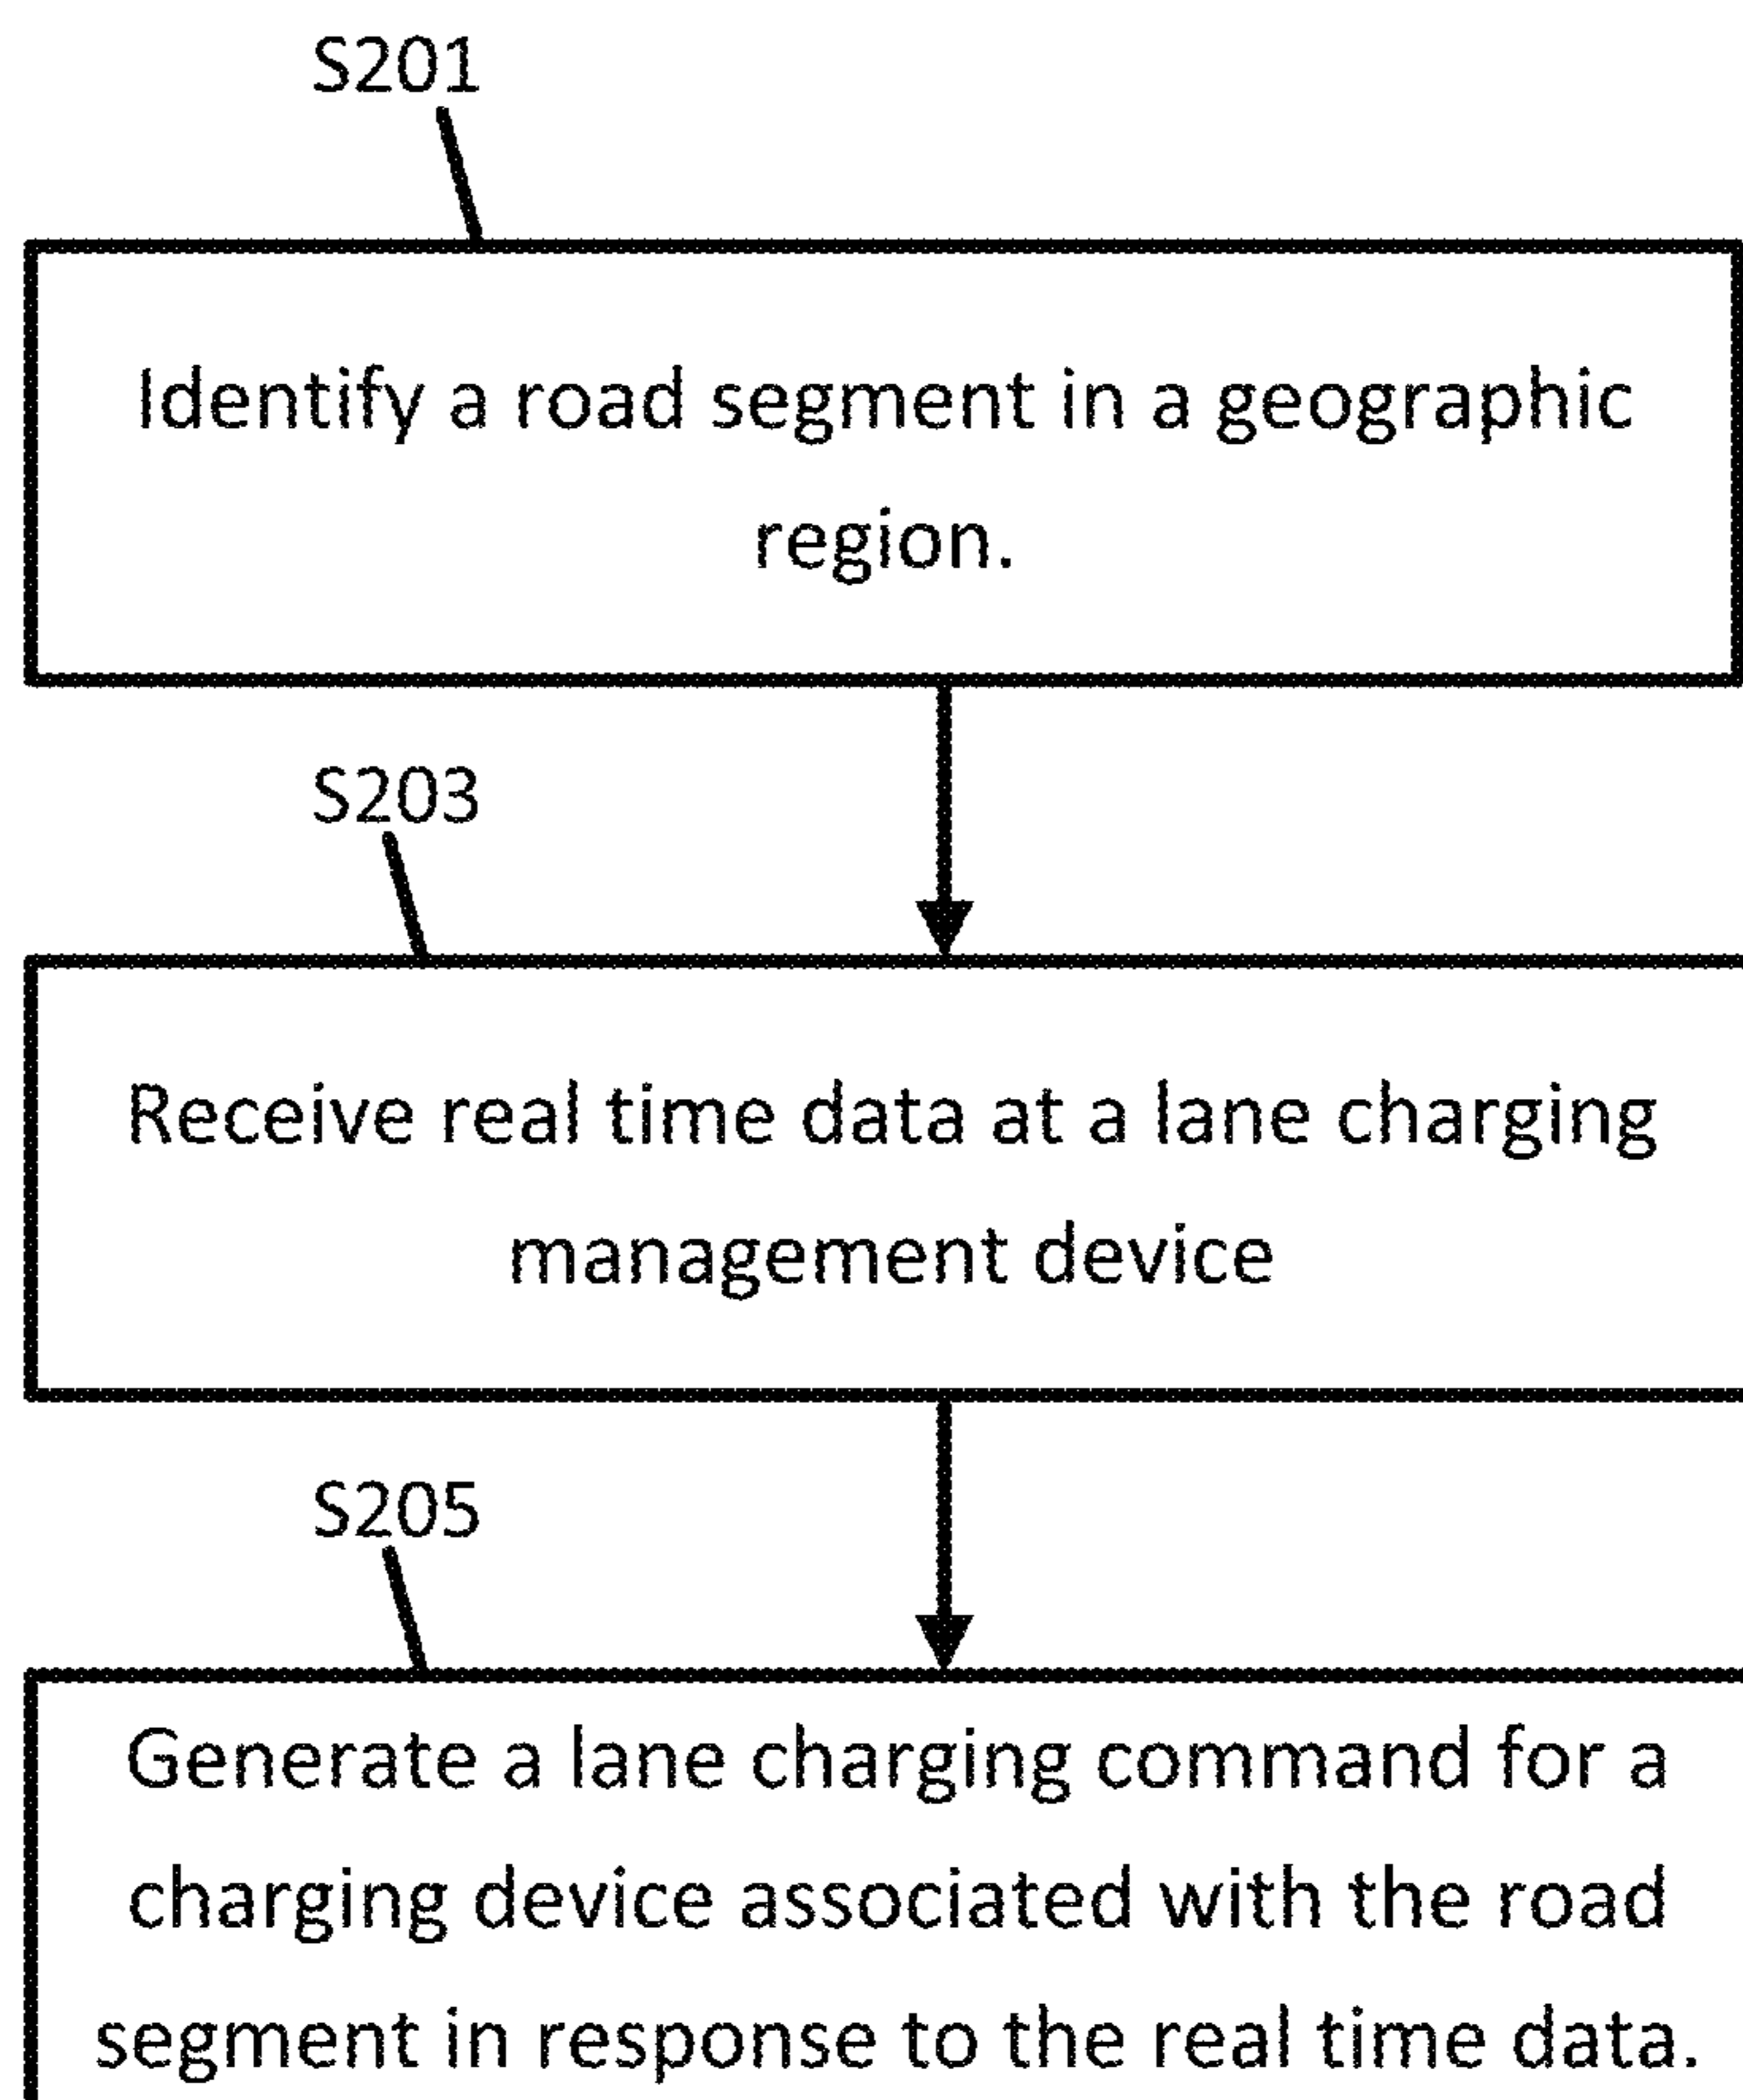 S201
Identify a road segment in a geographic
region.
S203
Receive real time data at a lane charging
management device
S205
Generate a lane charging command for a
charging device associated with the road
segment in response to the real time data.